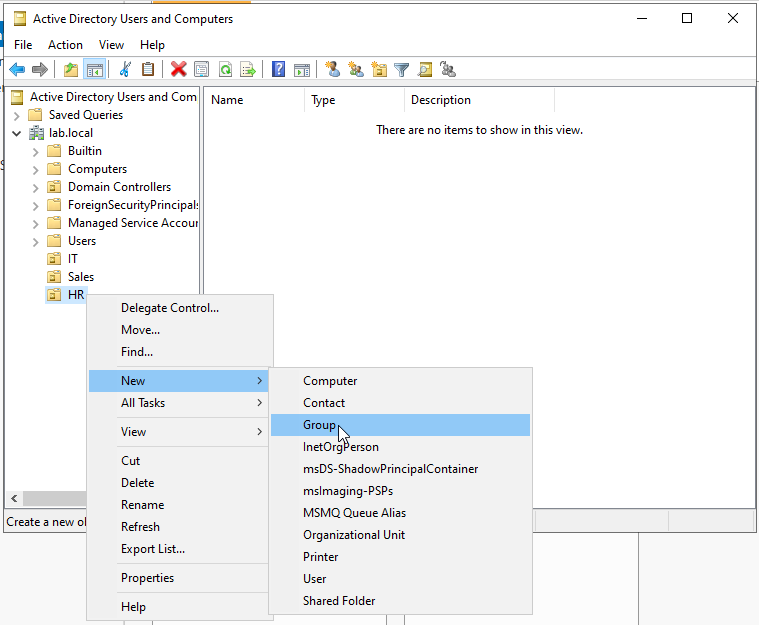 Active Directory Users and Computers
File Action View Help
Active Directory Users and Com
Saved Queries
lab.local
Builtin
Computers
Domain Controllers
ForeignSecurityPrincipals
Managed Service Accour
Users
IT
Sales
HR
Name Type Description
There are no items to show in this view.
Delegate Control...
Move...
Find...
New
All Tasks
View
Cut
Delete
Rename
Refresh
Export List...
Properties
Help
Computer
Contact
Group
InetOrgPerson
msDS-ShadowPrincipalContainer
msImaging-PSPs
MSMQ Queue Alias
Organizational Unit
Printer
User
Shared Folder
Create a new ob